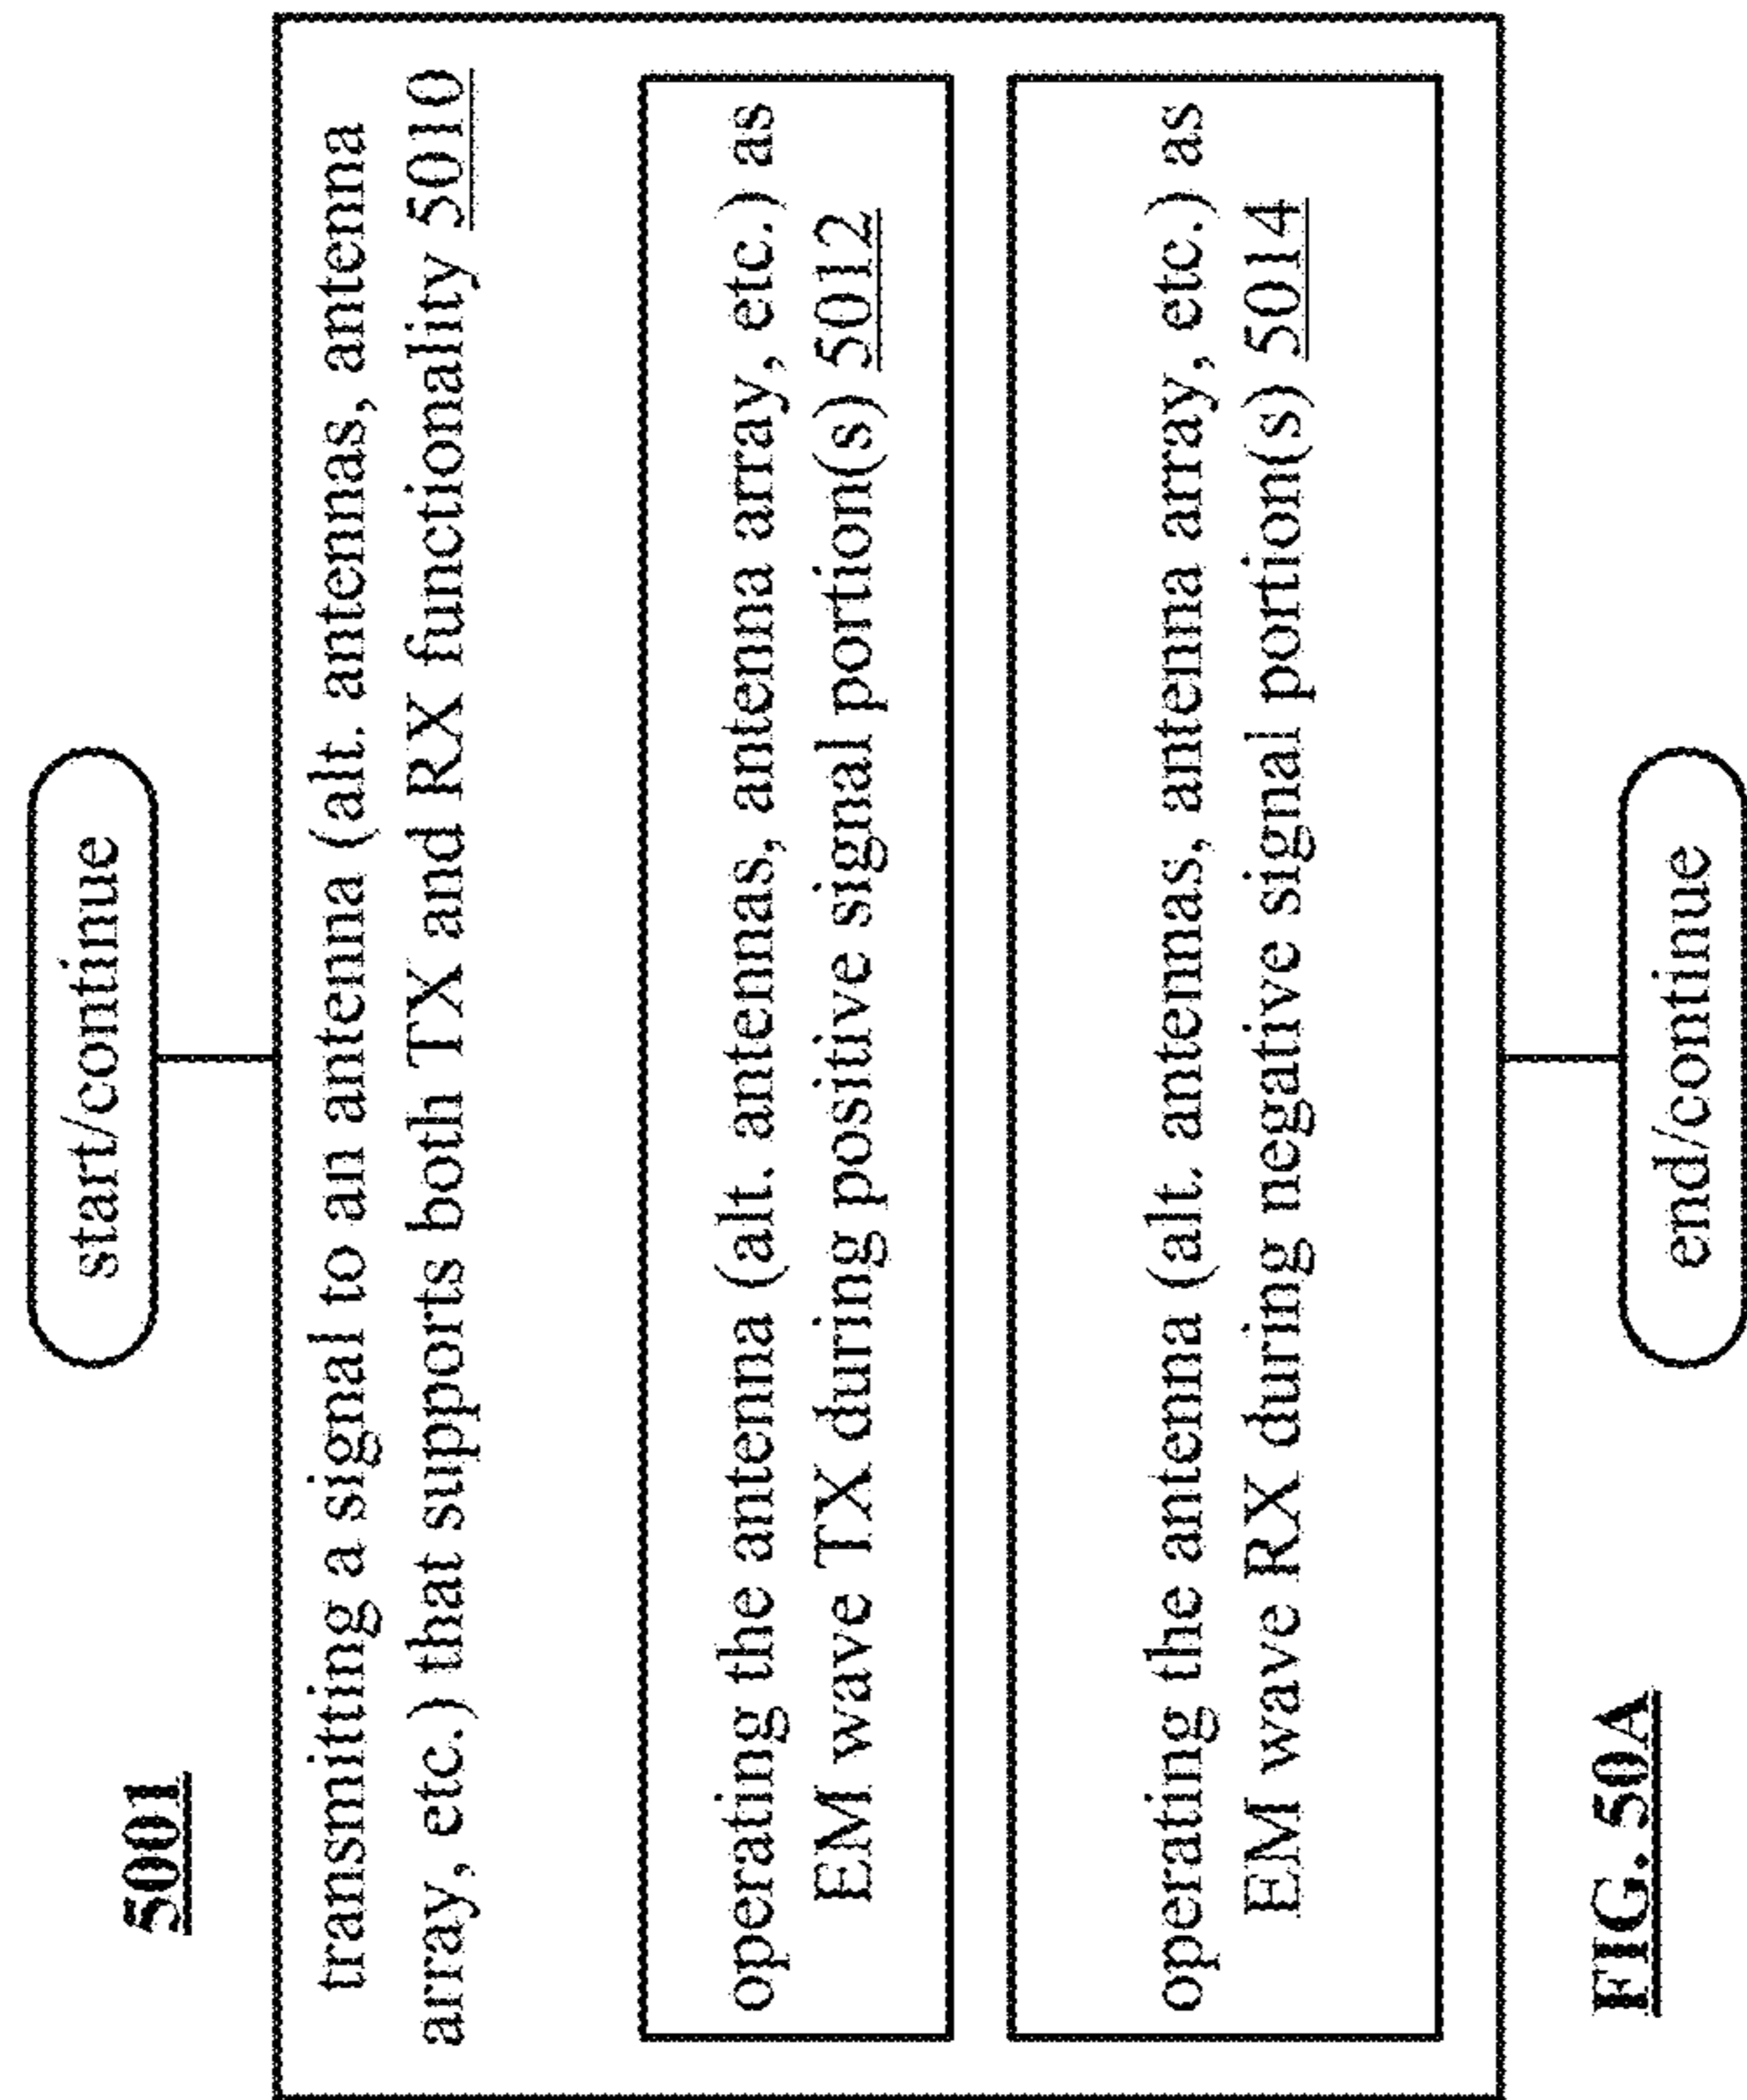 5001
start/continue
transmitting a signal to an antenna (alt. antennas, antenna
array, etc.) that supports both TX and RX functionality 5010
operating the antenna (alt. antennas, antenna array, etc.) as
EM wave TX during positive signal portion(s) 5012
operating the antenna (alt. antennas, antenna array, etc.) as
EM wave RX during negative signal portion(s) 5014
FIG. 50A
end/continue